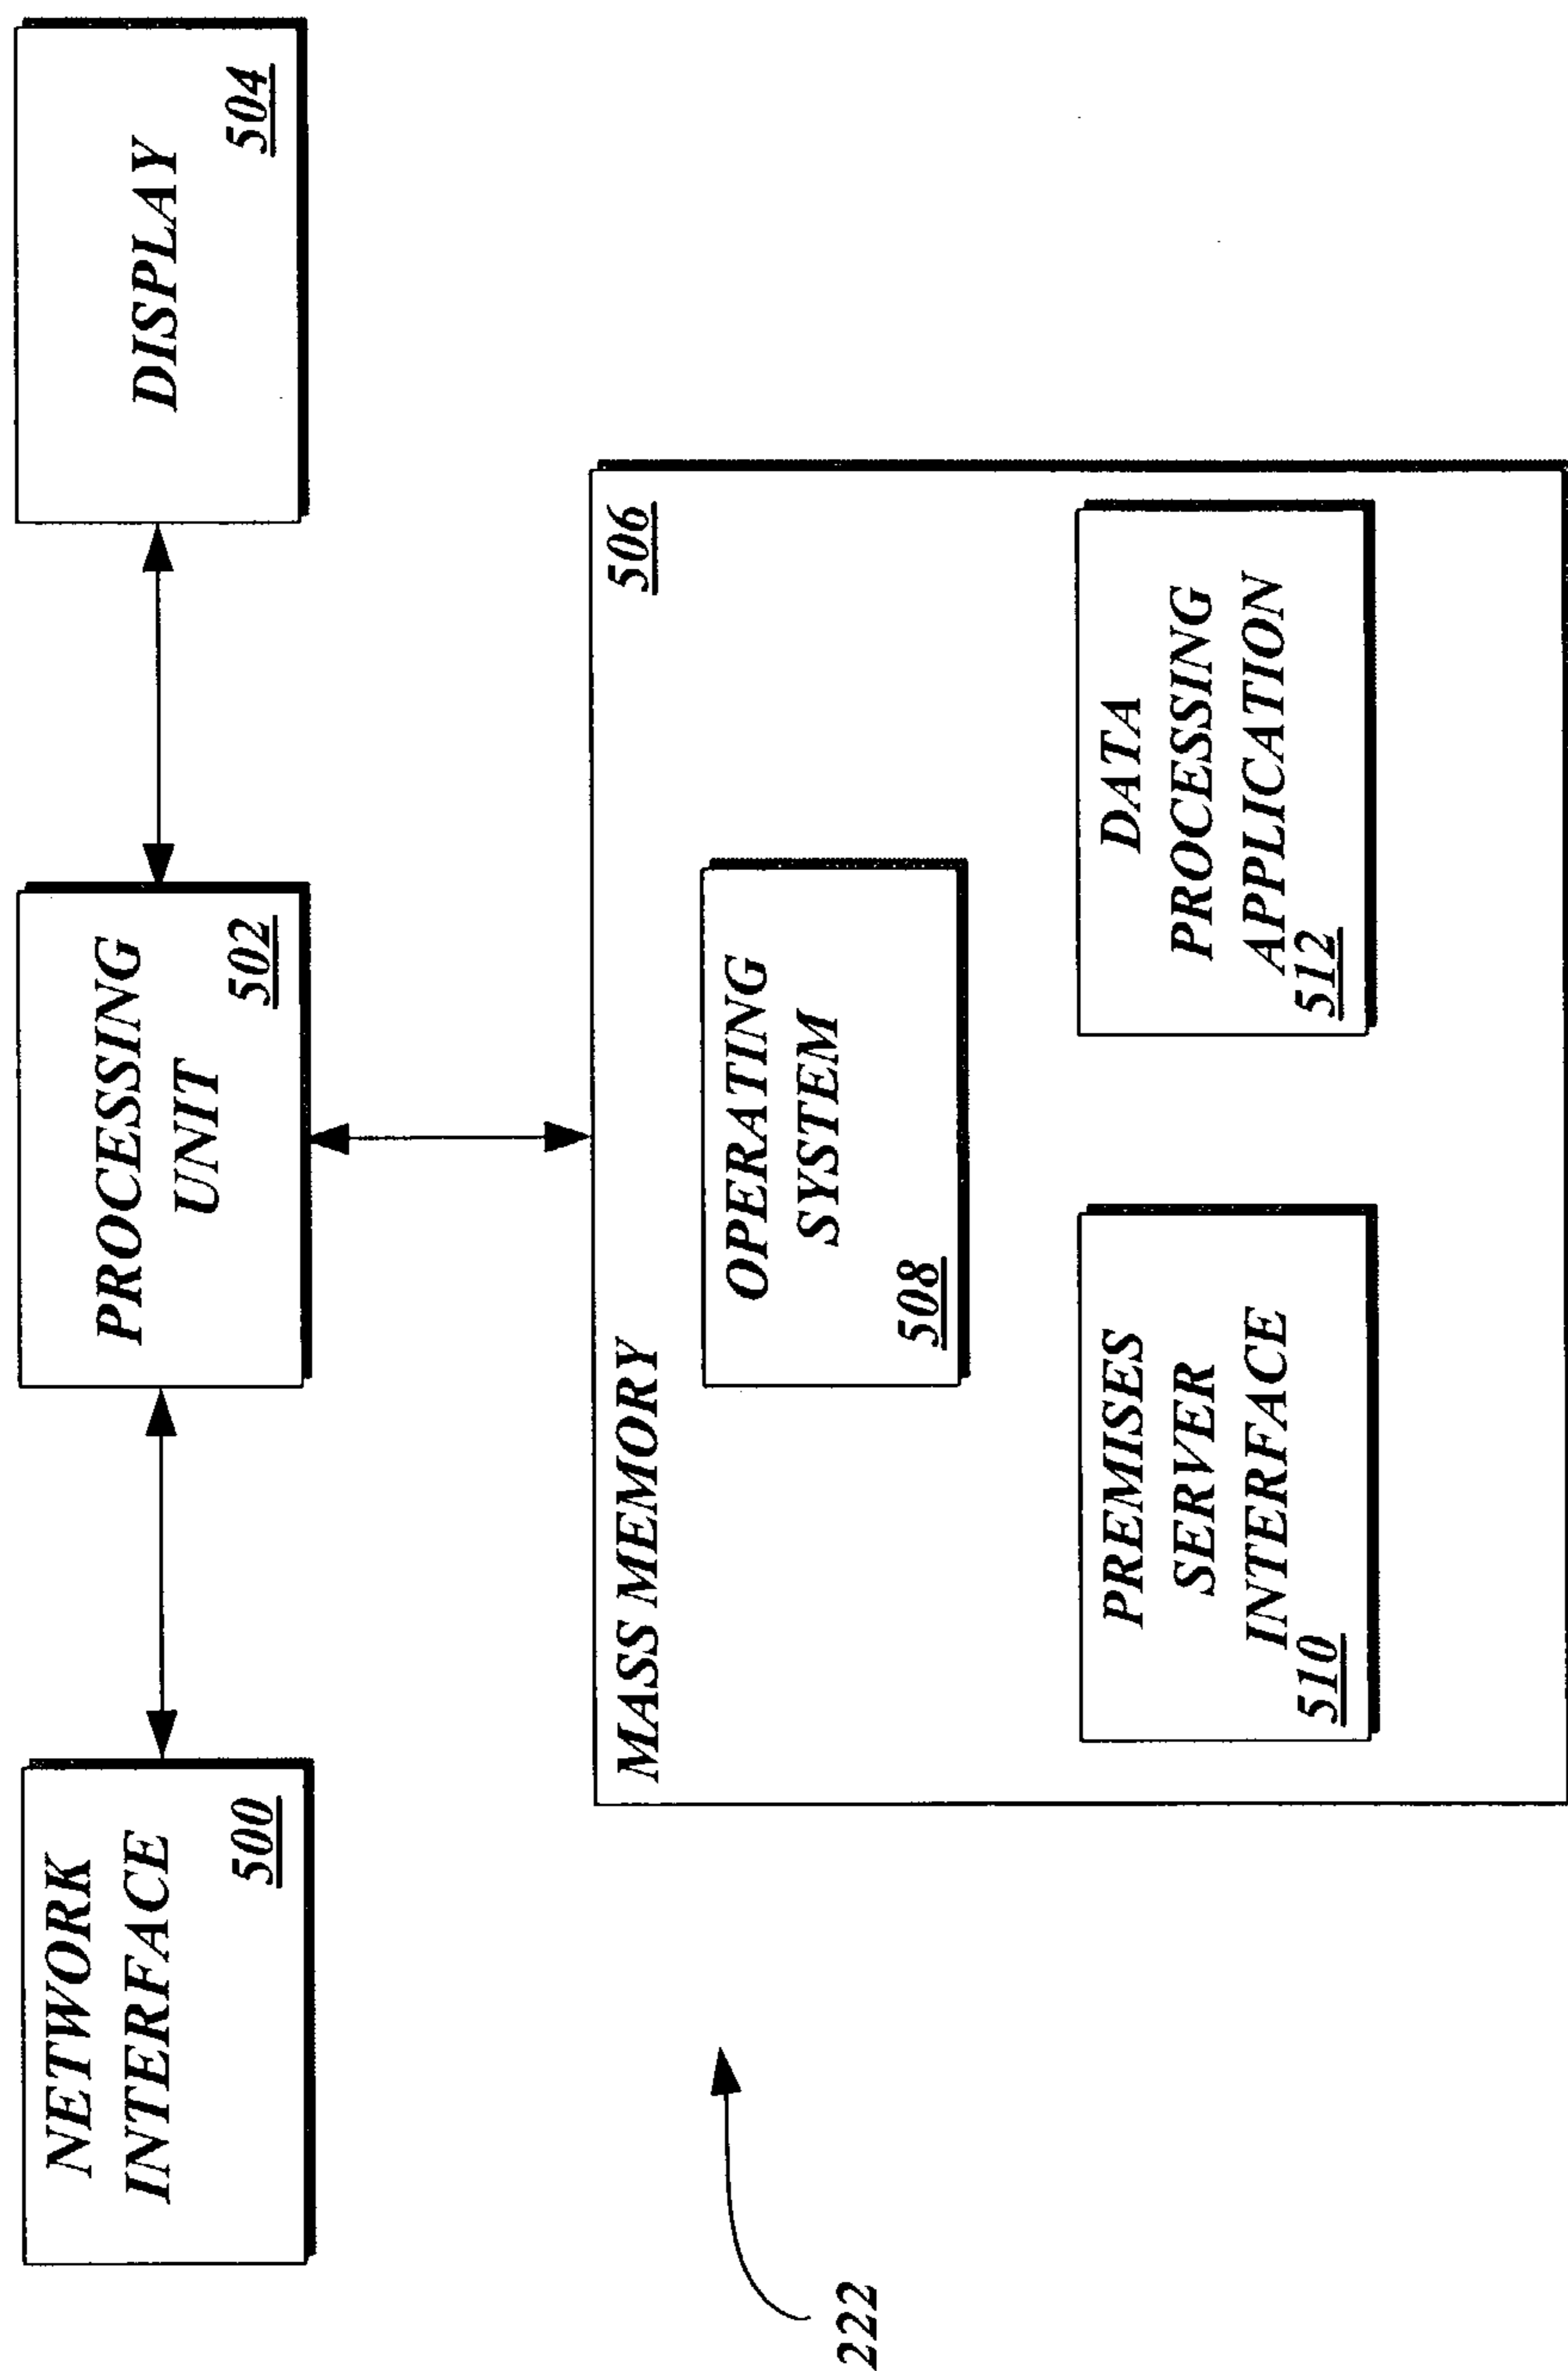 NETWORK
INTERFACE
500
PROCESSING
UNIT
502
DISPLAY
504
MASS MEMORY
506
OPERATING
SYSTEM
508
PREMISES
SERVER
INTERFACE
510
DATA
PROCESSING
APPLICATION
512
222